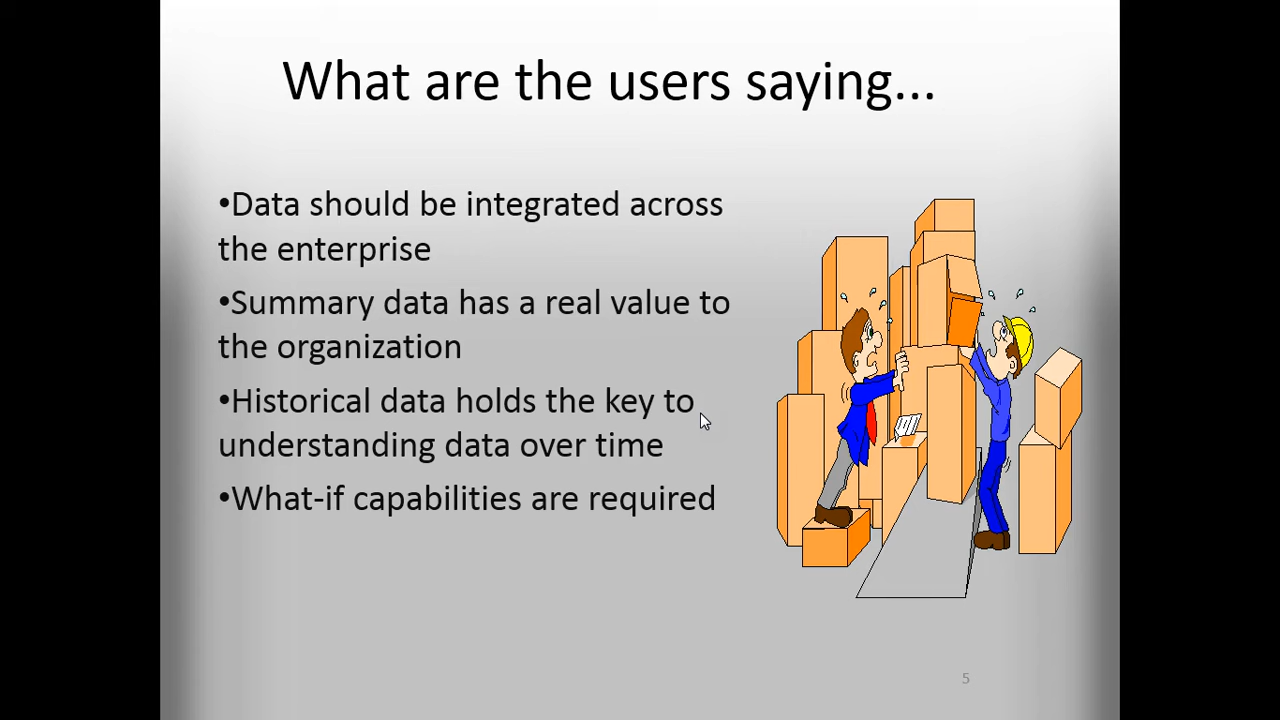 What are the users saying...
•Data should be integrated across
the enterprise
•Summary data has a real value to
the organization
•Historical data holds the key to
understanding data over time
•What-if capabilities are required
5